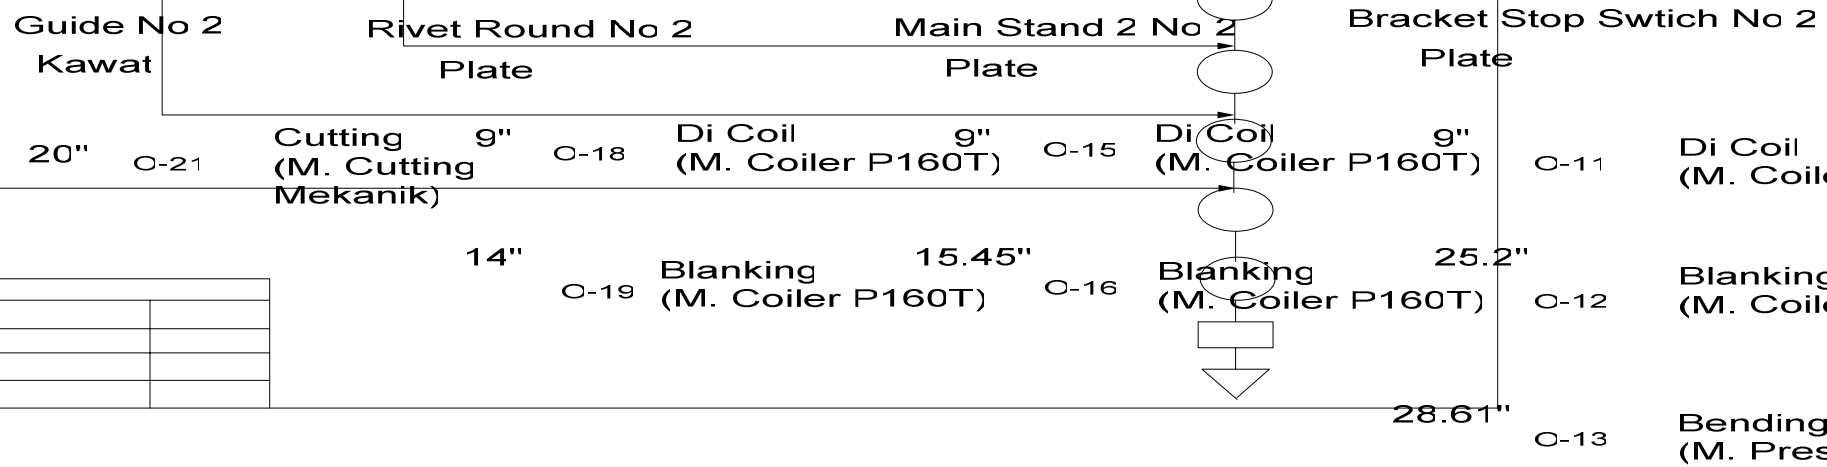 Guide No 2
Kawat
Rivet Round No 2
Plate
Main Stand 2 No 2
Plate
Bracket Stop Swtich No 2
Plate
20"
O-21
Cutting
(M. Cutting
Mekanik)
9"
O-18
Di Coil
(M. Coiler P160T)
9"
O-15
Di Coil
(M. Coiler P160T)
9"
O-11
Di Coil
14"
O-19
Blanking
(M. Coiler P160T)
15.45"
O-16
Blanking
(M. Coiler P160T)
25.2"
O-12
Blanking
28.61"
O-13
Bending